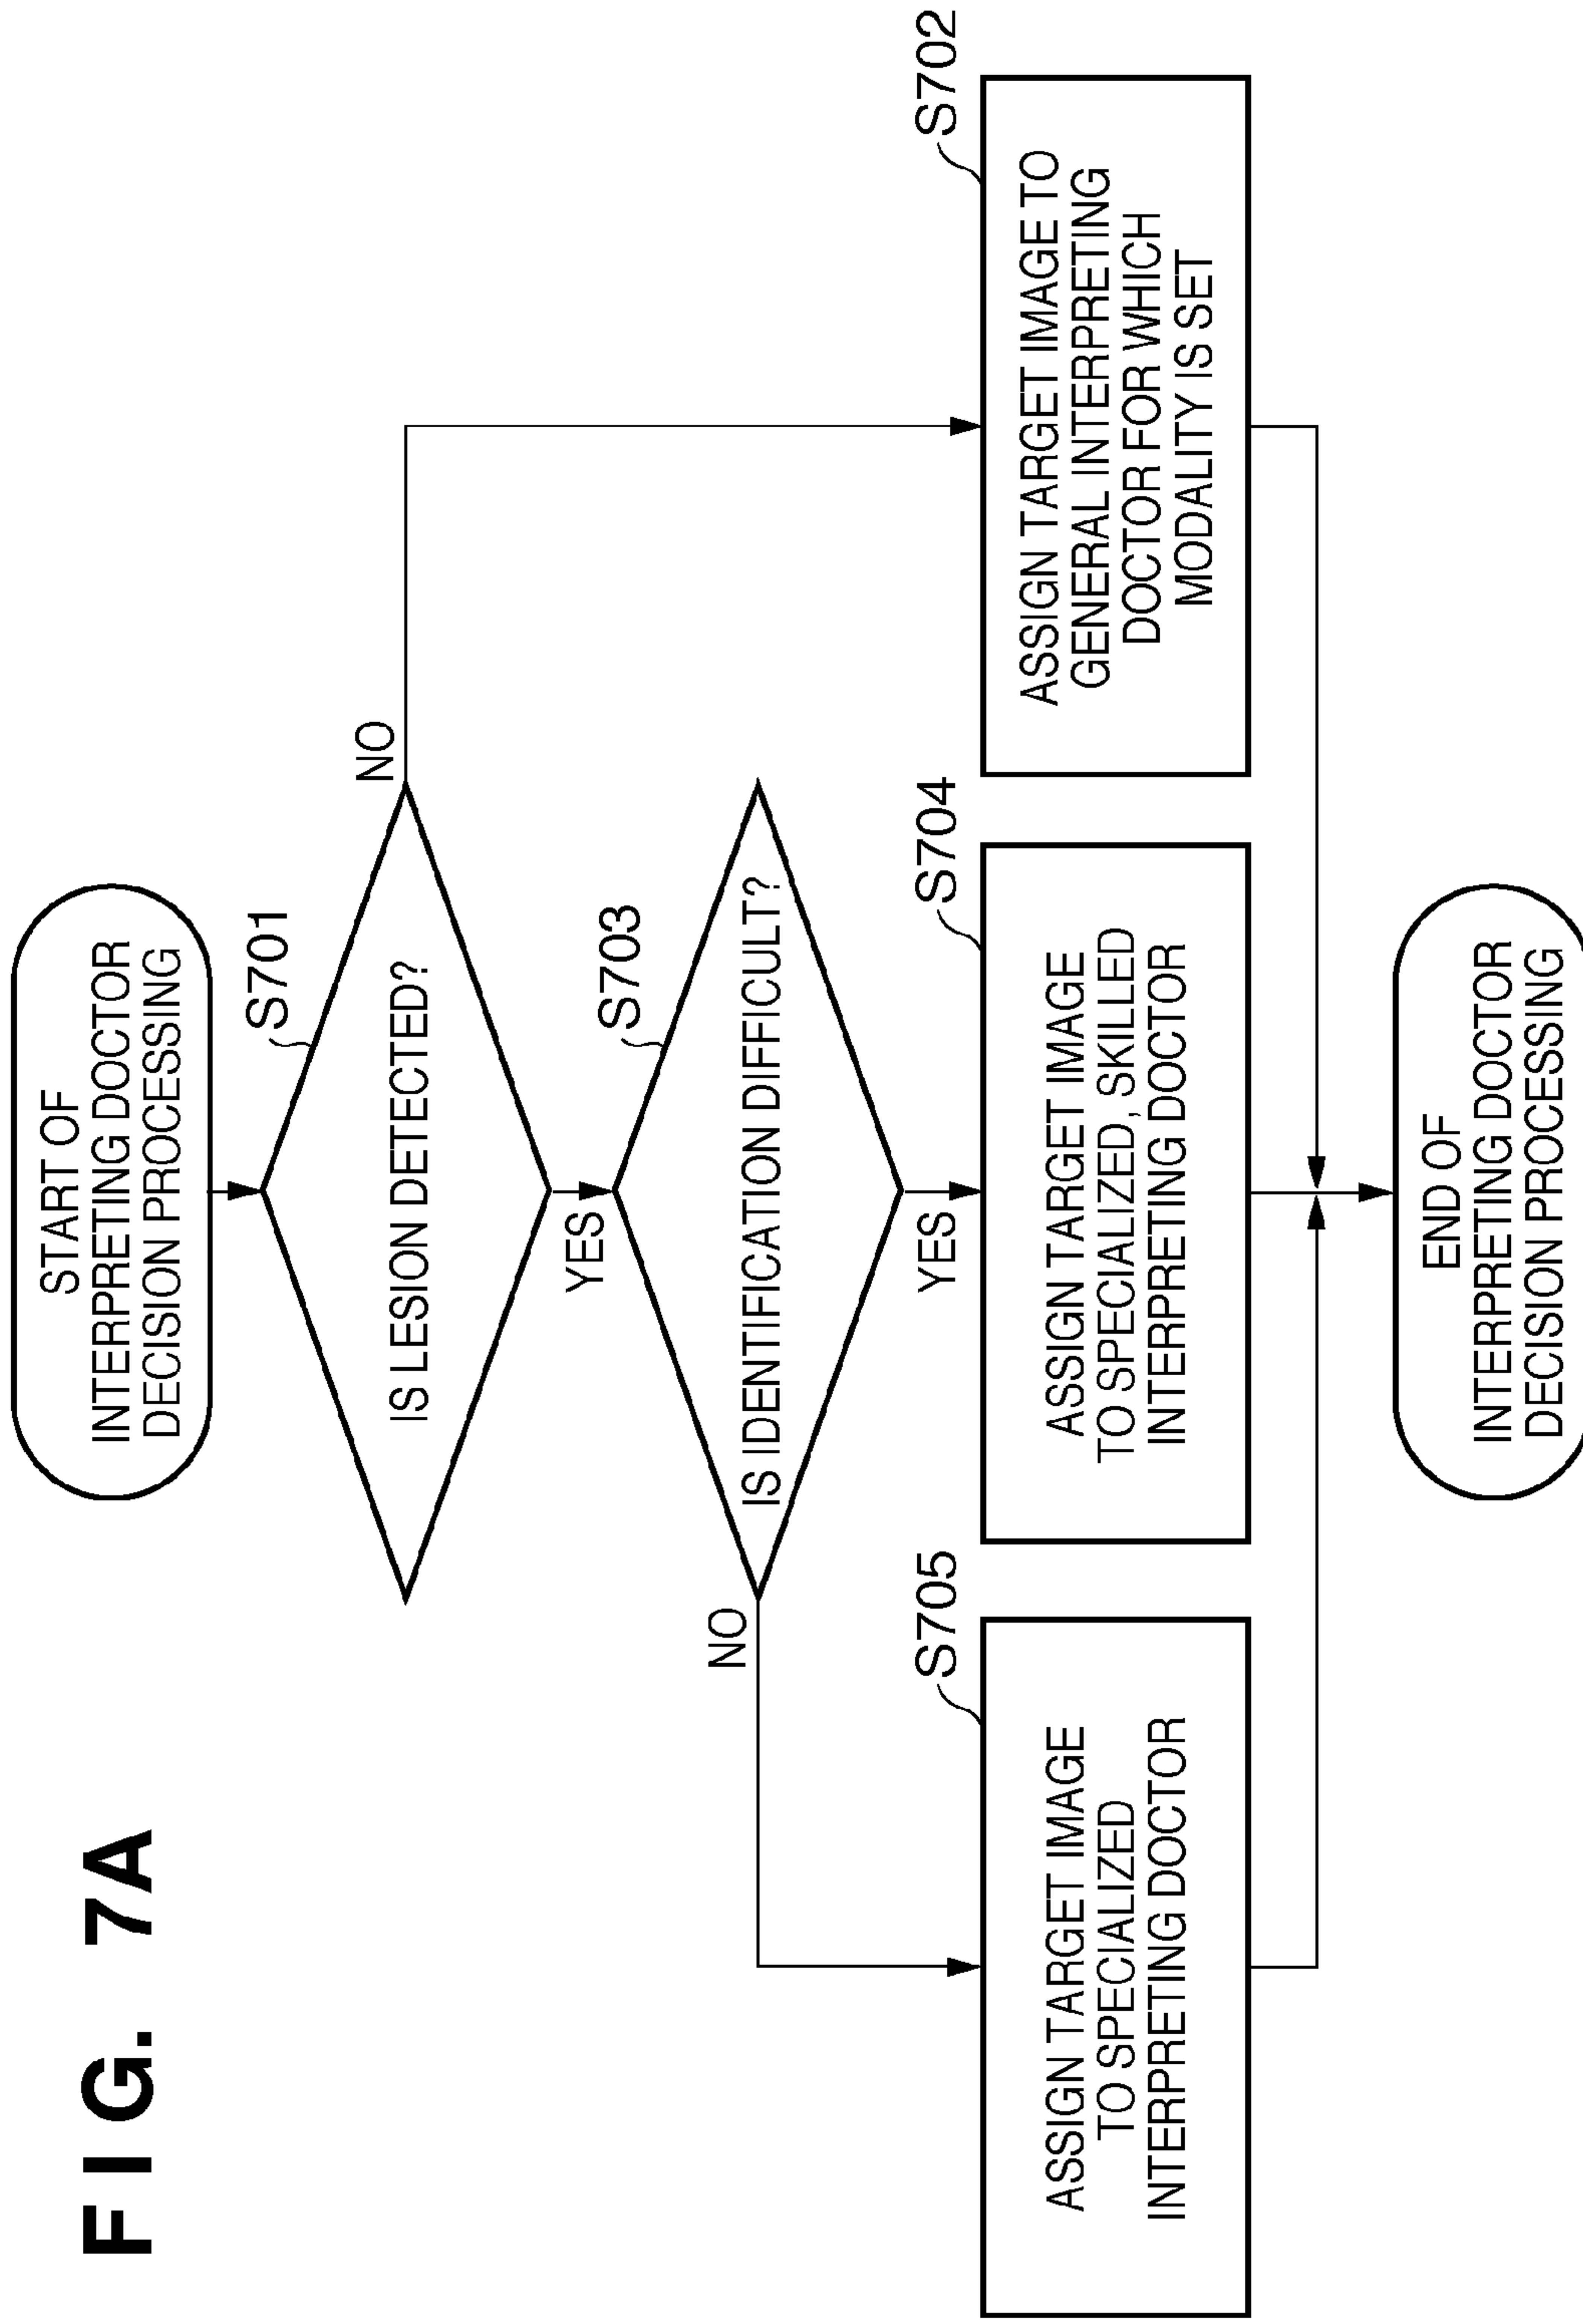 FIG. 7A
START OF
INTERPRETING DOCTOR
DECISION PROCESSING
S701
IS LESION DETECTED?
NO
YES
S703
IS IDENTIFICATION DIFFICULT?
NO
YES
S705
ASSIGN TARGET IMAGE
TO SPECIALIZED
INTERPRETING DOCTOR
S704
ASSIGN TARGET IMAGE
TO SPECIALIZED, SKILLED
INTERPRETING DOCTOR
S702
ASSIGN TARGET IMAGE TO
GENERAL INTERPRETING
DOCTOR FOR WHICH
MODALITY IS SET
END OF
INTERPRETING DOCTOR
DECISION PROCESSING